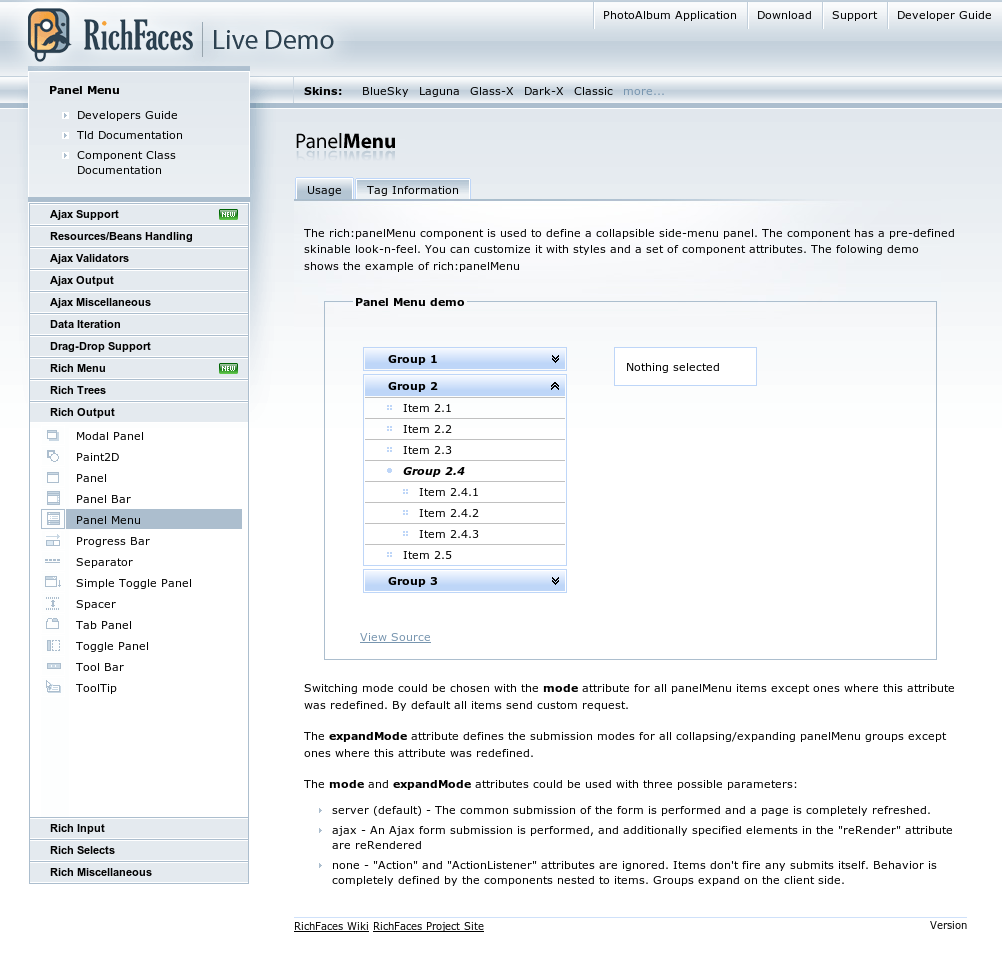 RichFaces | Live Demo
PhotoAlbum Application
Download
Support
Developer Guide
Skins: BlueSky Laguna Glass-X Dark-X Classic more...
Panel Menu
Developers Guide
Tld Documentation
Component Class
Documentation
Ajax Support NEW
Resources/Beans Handling
Ajax Validators
Ajax Output
Ajax Miscellaneous
Data Iteration
Drag-Drop Support
Rich Menu NEW
Rich Trees
Rich Output
Modal Panel
Paint2D
Panel
Panel Bar
Panel Menu
Progress Bar
Separator
Simple Toggle Panel
Spacer
Tab Panel
Toggle Panel
Tool Bar
ToolTip
Rich Input
Rich Selects
Rich Miscellaneous
PanelMenu
Usage
Tag Information
The rich:panelMenu component is used to define a collapsible side-menu panel. The component has a pre-defined
skinable look-n-feel. You can customize it with styles and a set of component attributes. The folowing demo
shows the example of rich:panelMenu
Panel Menu demo
Group 1
Group 2
Item 2.1
Item 2.2
Item 2.3
Group 2.4
Item 2.4.1
Item 2.4.2
Item 2.4.3
Item 2.5
Group 3
Nothing selected
View Source
Switching mode could be chosen with the mode attribute for all panelMenu items except ones where this attribute
was redefined. By default all items send custom request.
The expandMode attribute defines the submission modes for all collapsing/expanding panelMenu groups except
ones where this attribute was redefined.
The mode and expandMode attributes could be used with three possible parameters:
server (default) - The common submission of the form is performed and a page is completely refreshed.
ajax - An Ajax form submission is performed, and additionally specified elements in the "reRender" attribute
are reRendered
none - "Action" and "ActionListener" attributes are ignored. Items don't fire any submits itself. Behavior is
completely defined by the components nested to items. Groups expand on the client side.
RichFaces Wiki RichFaces Project Site
Version